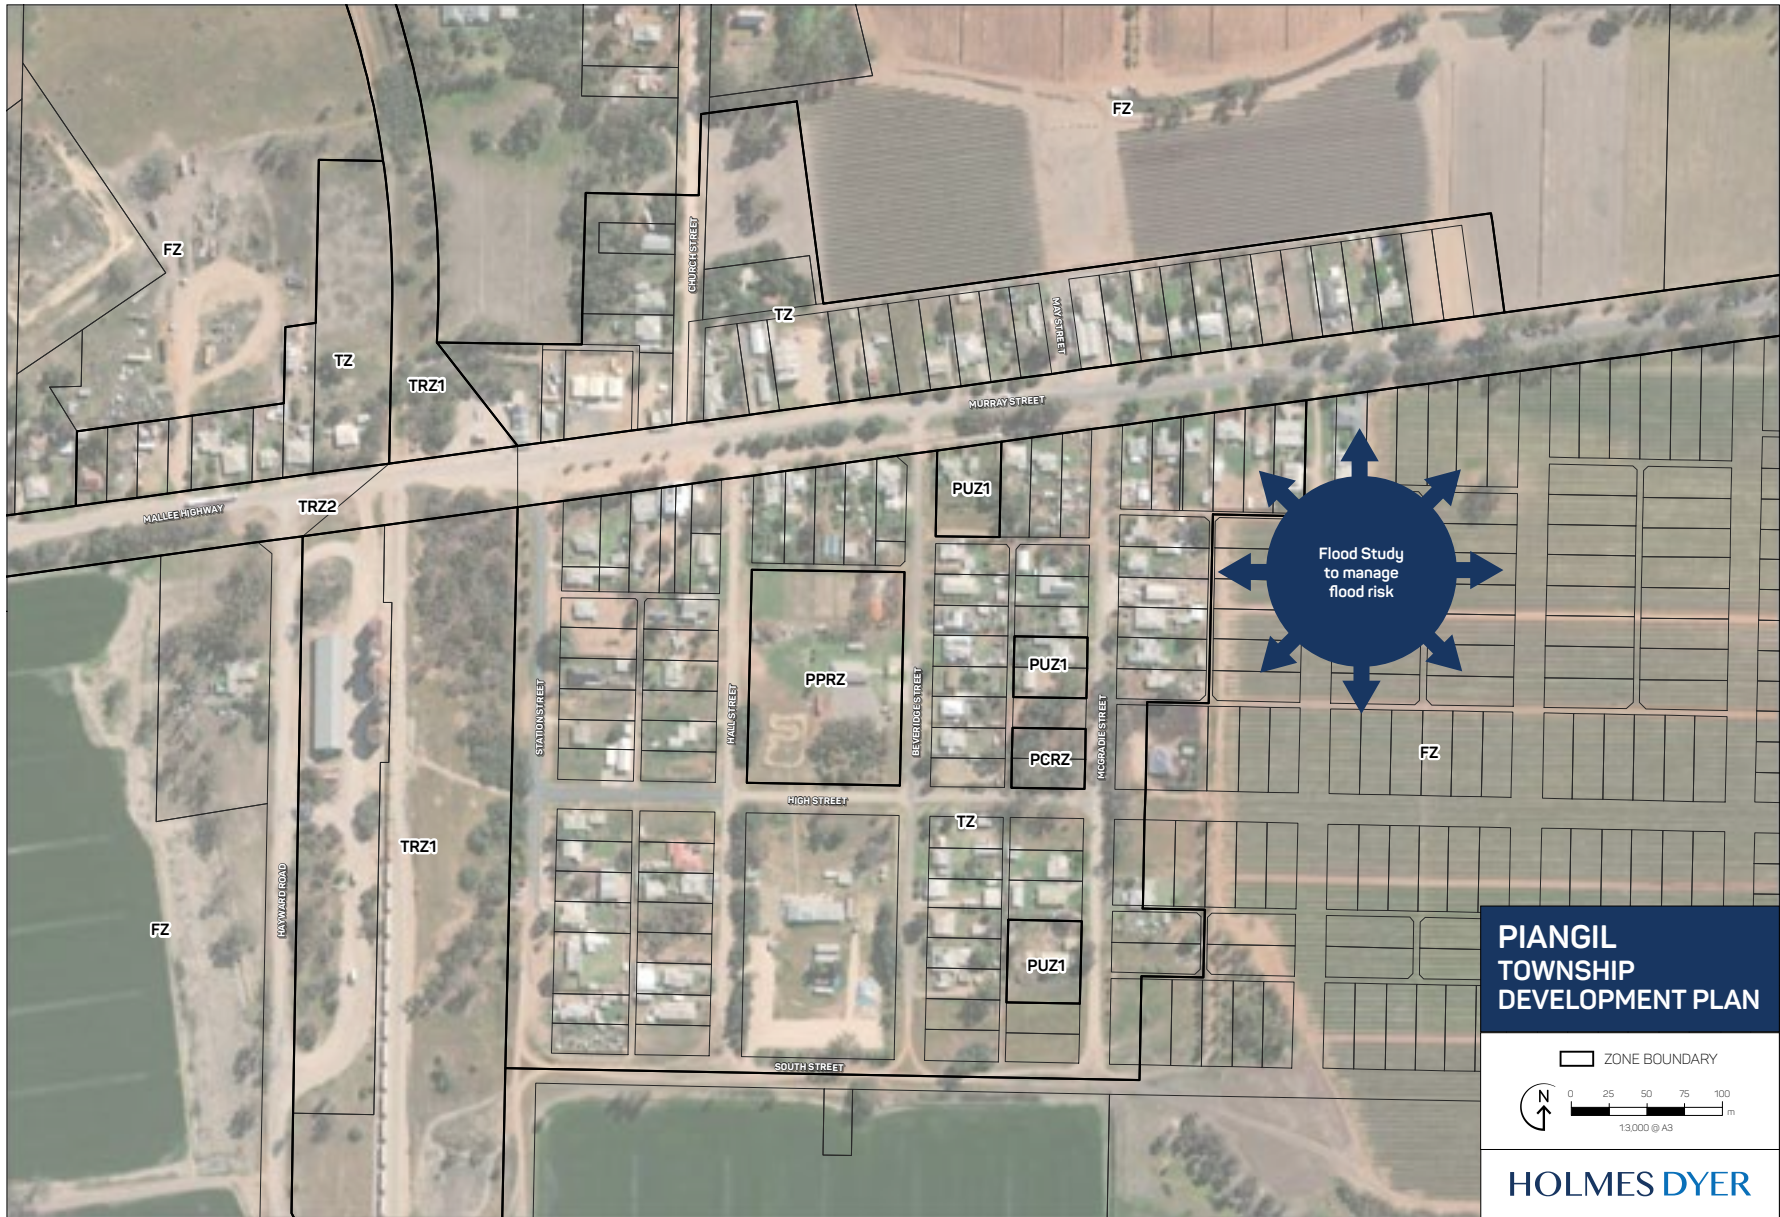 FZ
FZ
CHURCH STREET
TZ
MAY STREET
TZ
TRZ1
MURRAY STREET
PUZ1
TRZ2
MALLEE HIGHWAY
Flood Study
to manage
flood risk
PUZ1
PPRZ
STATION STREET
HALL STREET
BEVERIDGE STREET
MCGRADIE STREET
PCRZ
FZ
HIGH STREET
TZ
TRZ1
HAYWARD ROAD
FZ
PUZ1
SOUTH STREET
PIANGIL
TOWNSHIP
DEVELOPMENT PLAN
ZONE BOUNDARY
N
0 25 50 75 100
m
1:3,000 @ A3
HOLMES DYER